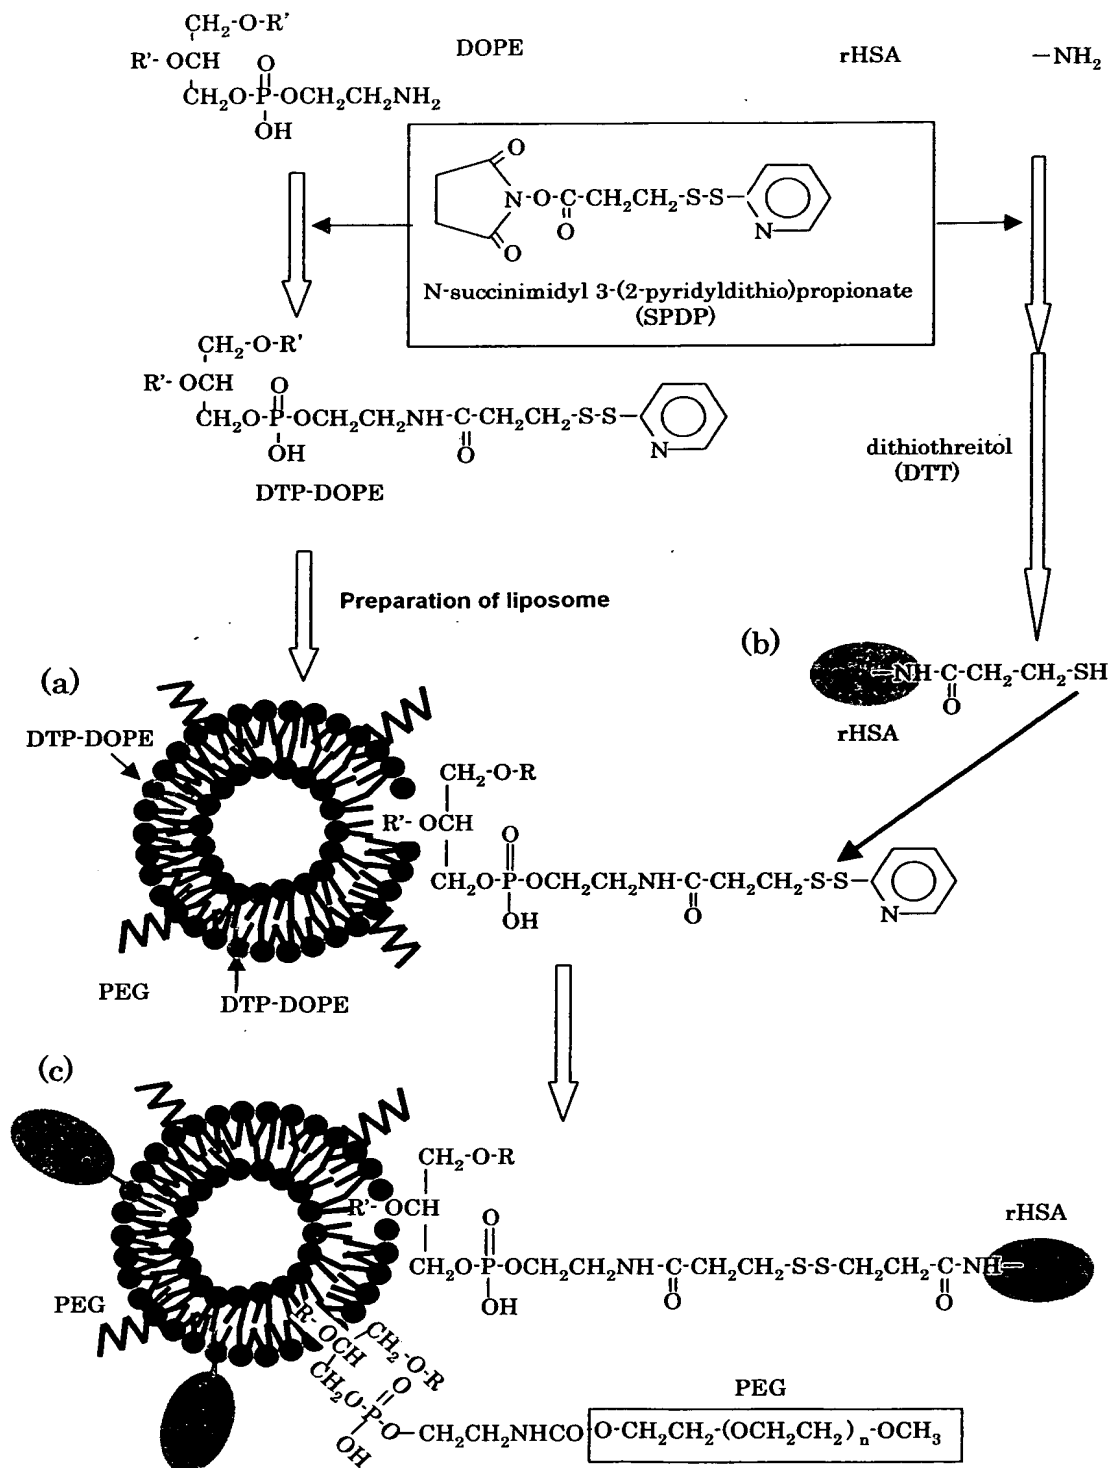 CH2-O-R'
R'- OCH O
CH2O-P-OCH2CH2NH2
OH
DOPE
rHSA
—NH2
O
N-O-C-CH2CH2-S-S-
O
O
N
N-succinimidyl 3-(2-pyridyldithio)propionate
(SPDP)
CH2-O-R'
R'- OCH O
CH2O-P-OCH2CH2NH-C-CH2CH2-S-S-
OH
O
N
DTP-DOPE
dithiothreitol
(DTT)
Preparation of liposome
(b)
—NH-C-CH2-CH2-SH
O
rHSA
(a)
DTP-DOPE
CH2-O-R
R'- OCH
O
CH2O-P-OCH2CH2NH-C-CH2CH2-S-S-
OH
O
N
PEG
DTP-DOPE
(c)
CH2-O-R
R'- OCH
O
CH2O-P-OCH2CH2NH-C-CH2CH2-S-S-CH2CH2-C-NH—
OH
O
O
rHSA
PEG
R-OCH
CH2-O-R
CH2O-P-O-CH2CH2NHCO
O
OH
PEG
O-CH2CH2-(OCH2CH2)n-OCH3